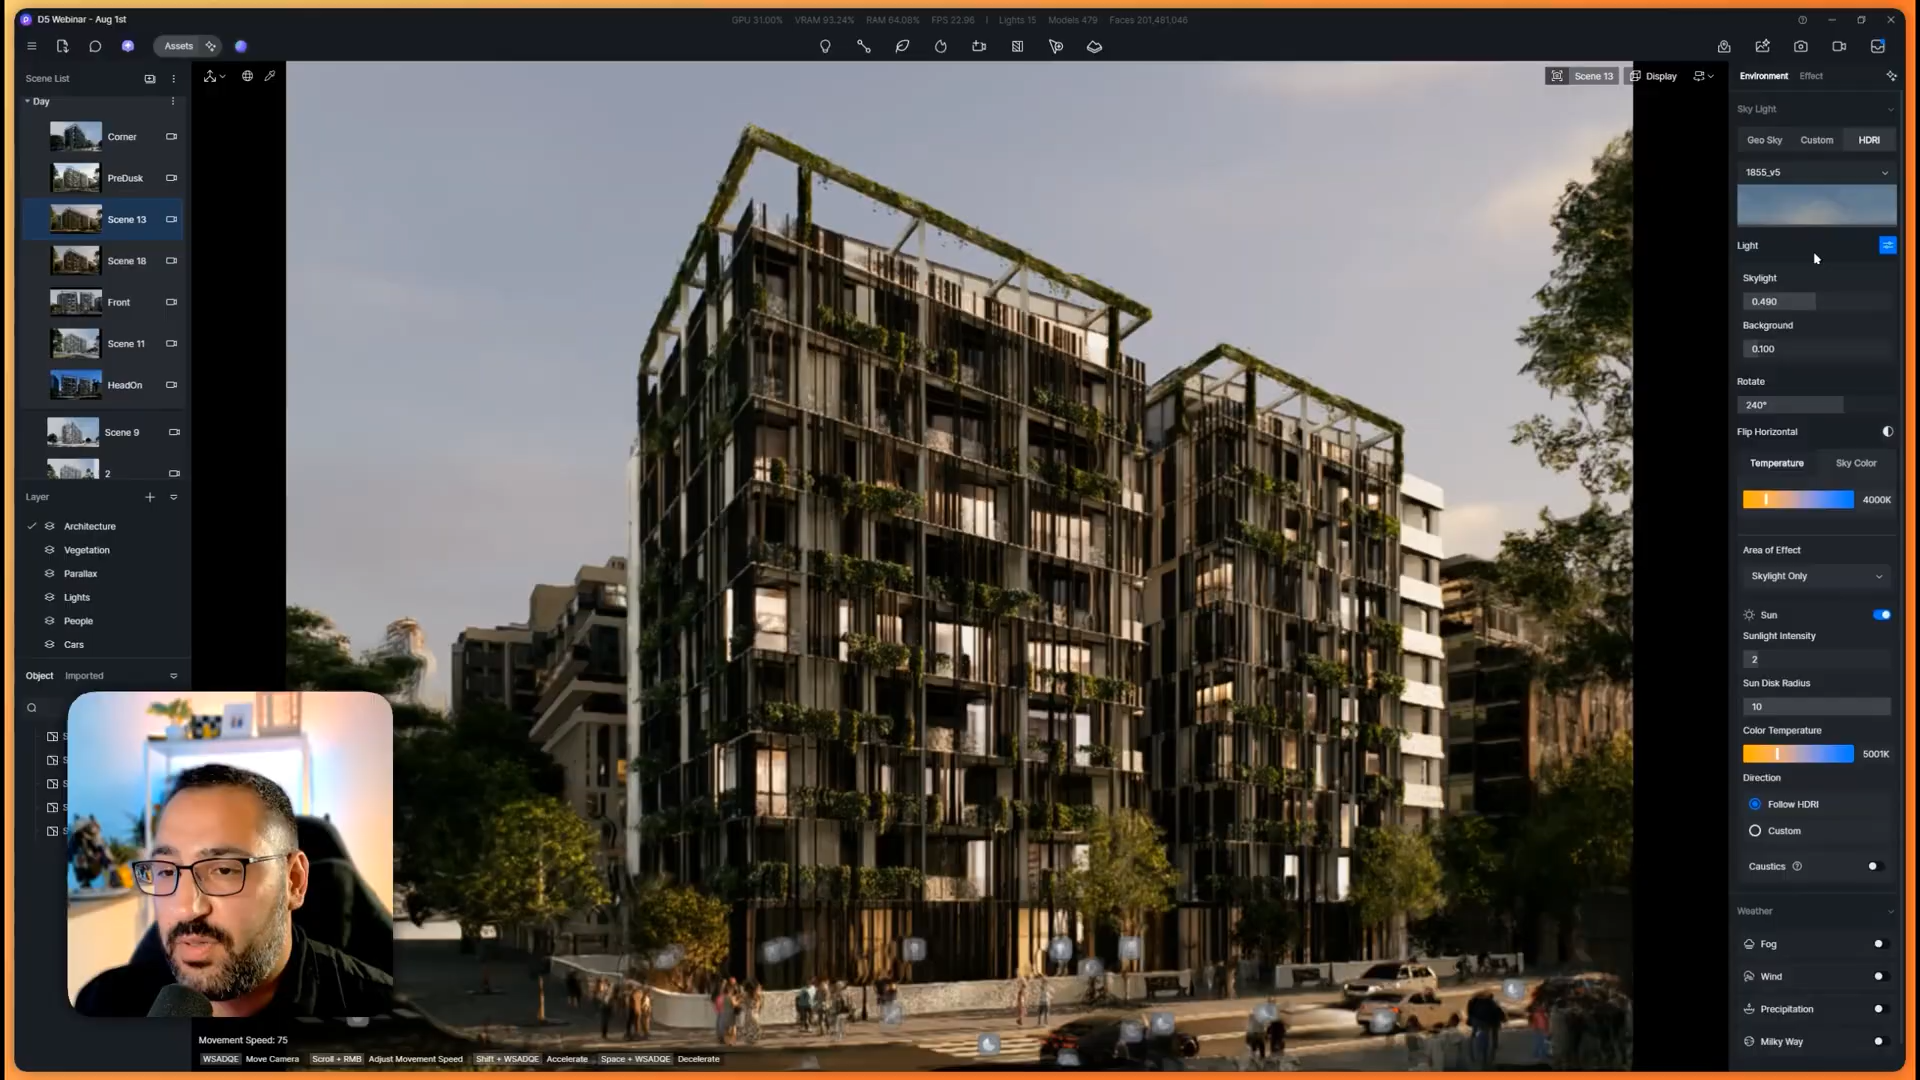 D5 Webinar - Aug 1st
GPU 31.00% VRAM 93.24% RAM 64.08% FPS 22.96 | Lights 15 Models 479 Faces 201,481,046
Assets
Scene List
Day
Corner
PreDusk
Scene 13
Scene 18
Front
Scene 11
HeadOn
Scene 9
2
Layer
Architecture
Vegetation
Parallax
Lights
People
Cars
Object Imported
S
S
S
S
S
Scene 13 Display
Movement Speed: 75
WSADQE Move Camera Scroll + RMB Adjust Movement Speed Shift + WSADQE Accelerate Space + WSADQE Decelerate
Environment Effect
Sky Light
Geo Sky Custom HDRI
1855_v5
Light
Skylight
0.490
Background
0.100
Rotate
240°
Flip Horizontal
Temperature Sky Color
4000K
Area of Effect
Skylight Only
Sun
Sunlight Intensity
2
Sun Disk Radius
10
Color Temperature
5001K
Direction
Follow HDRI
Custom
Caustics
Weather
Fog
Wind
Precipitation
Milky Way